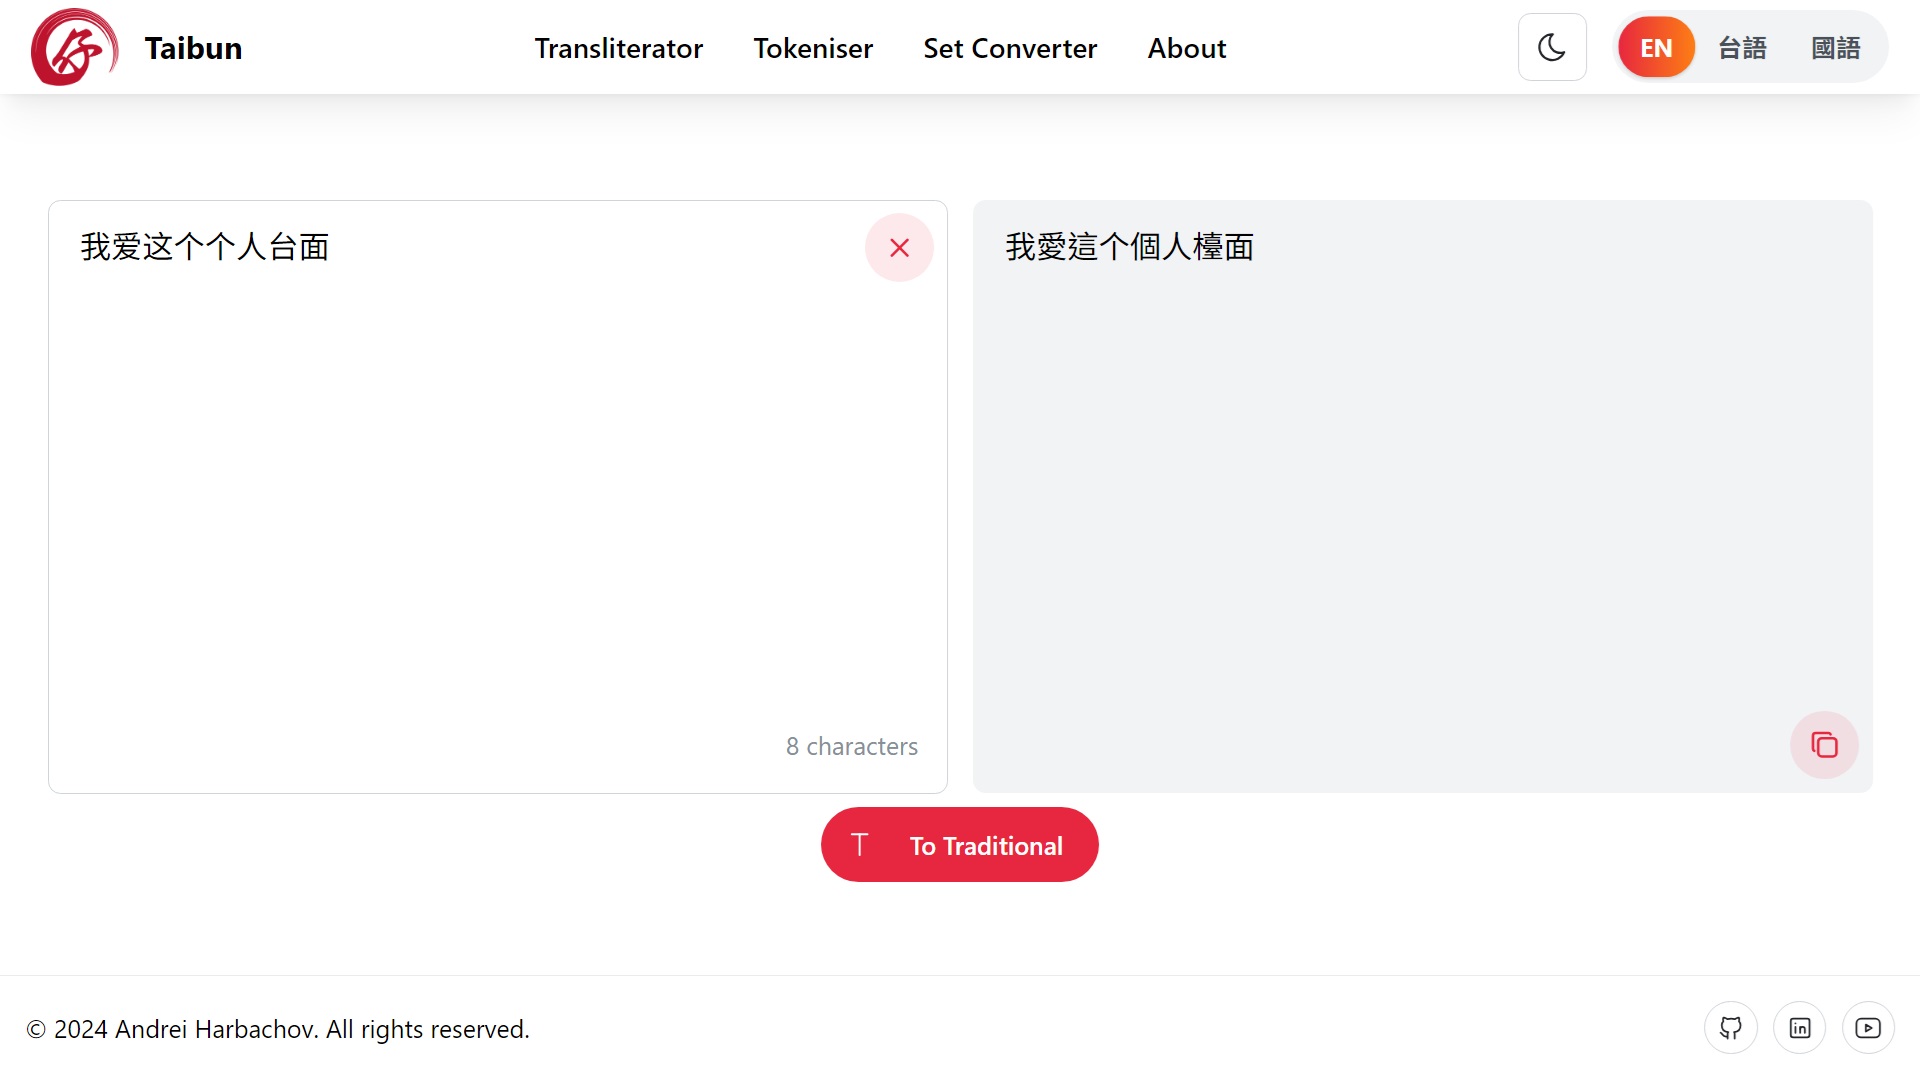 Taibun
Transliterator
Tokeniser
Set Converter
About
EN
台語
國語
我爱这个个人台面
我愛這个個人檯面
8 characters
T To Traditional
© 2024 Andrei Harbachov. All rights reserved.